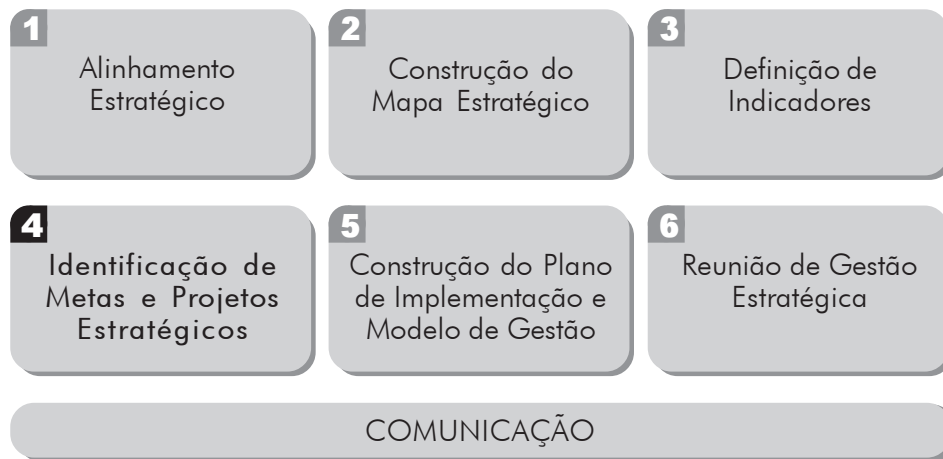 1
Alinhamento
Estratégico
2
Construção do
Mapa Estratégico
3
Definição de
Indicadores
4
Identificação de
Metas e Projetos
Estratégicos
5
Construção do Plano
de Implementação e
Modelo de Gestão
6
Reunião de Gestão
Estratégica
COMUNICAÇÃO